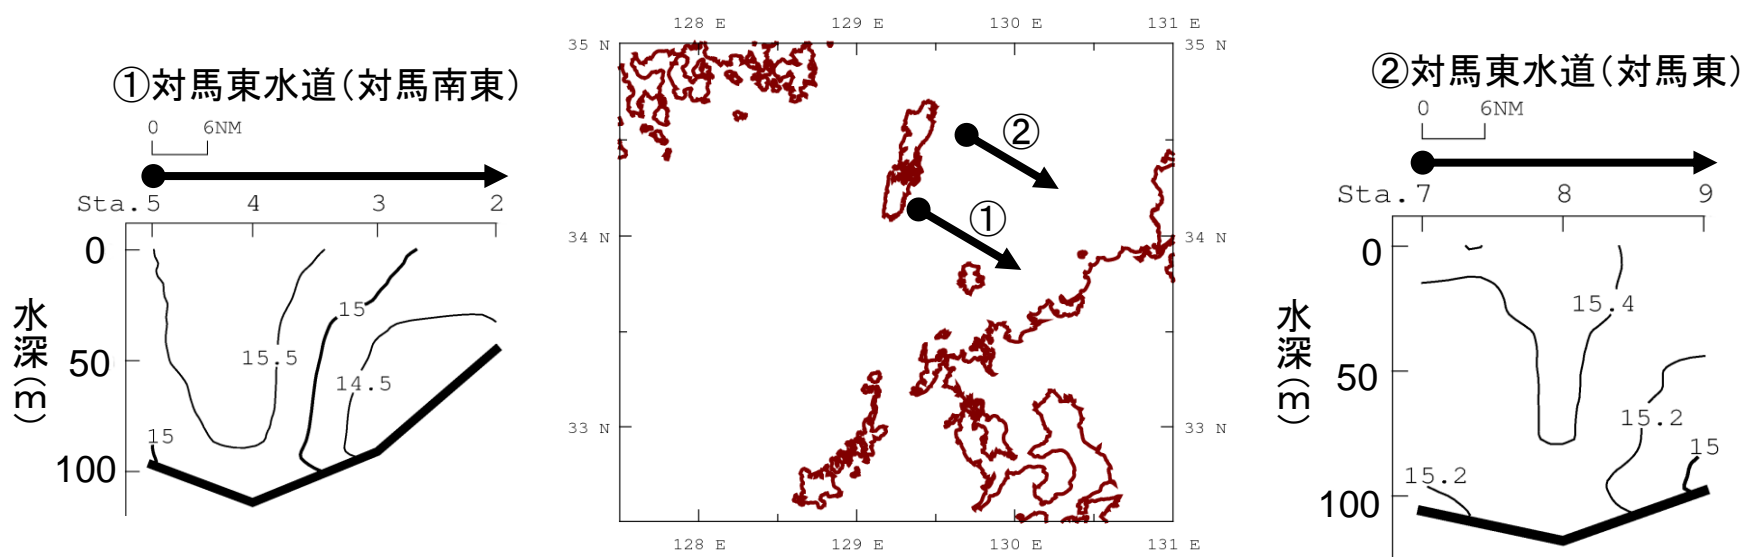 ①対馬東水道(対馬南東)
0 6NM
Sta.5 4 3 2
0
50
100
水深(m)
15
15.5
14.5
15
128 E 129 E 130 E 131 E
35 N 35 N
34 N 34 N
33 N 33 N
128 E 129 E 130 E 131 E
②
①
②対馬東水道(対馬東)
0 6NM
Sta.7 8 9
0
50
100
水深(m)
15.4
15.2
15
15.2